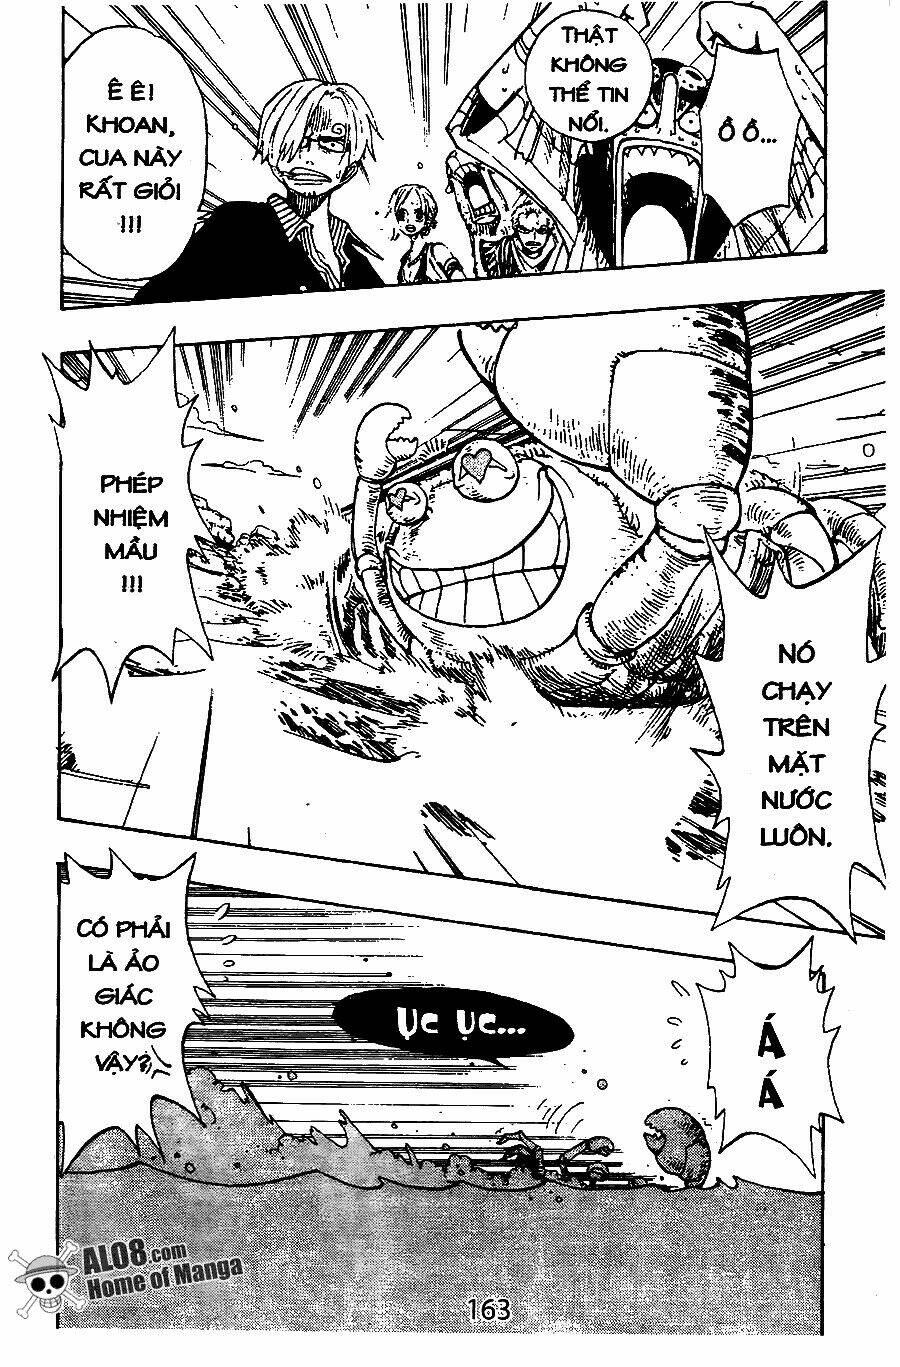 Ồ Ồ...
THẬT
KHÔNG
THỂ TIN
NỔI.
Ê ÊI
KHOAN,
CUA NÀY
RẤT GIỎI
!!!
NÓ
CHẠY
TRÊN
MẶT
NƯỚC
LUÔN.
PHÉP
NHIỆM
MẦU
!!!
Á
Á
ỤC ỤC...
CÓ PHẢI
LÀ ẢO
GIÁC
KHÔNG
VẬY?
ALO8.com
Home of Manga
163